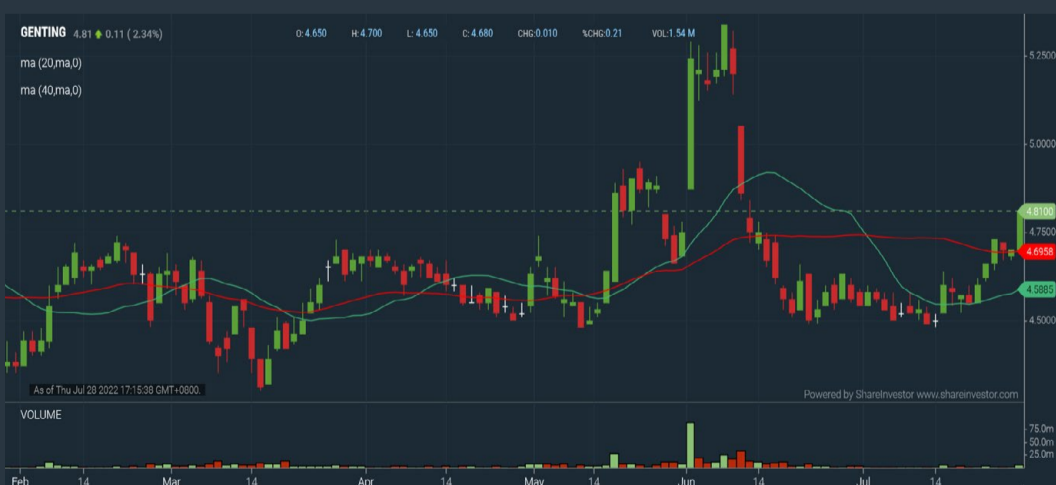 GENTING 4.81 0.11 ( 2.34%) O: 4.650 H: 4.700 L: 4.650 C: 4.680 CHG:0.010 %CHG:0.21 VOL:1.54 M
ma (20,ma,0)
ma (40,ma,0)
5.2500
5.0000
4.8100
4.7500
4.6958
4.5885
4.5000
As of Thu Jul 28 2022 17:15:38 GMT+0800.
Powered by ShareInvestor www.shareinvestor.com
VOLUME
75.0m
50.0m
25.0m
Feb 14 Mar 14 Apr 14 May 14 Jun 14 Jul 14